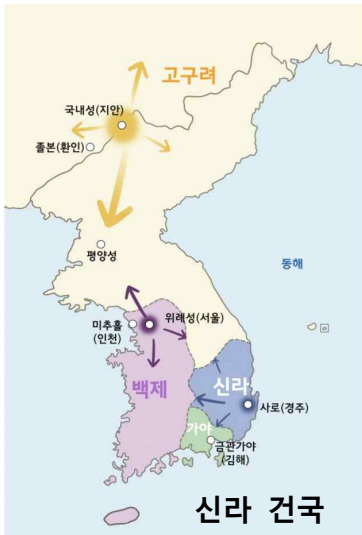 고구려
국내성(지안)
졸본(환인)
평양성
동해
미추홀
(인천)
위례성(서울)
백제
신라
사로(경주)
가야
금관가야
(김해)
신라 건국